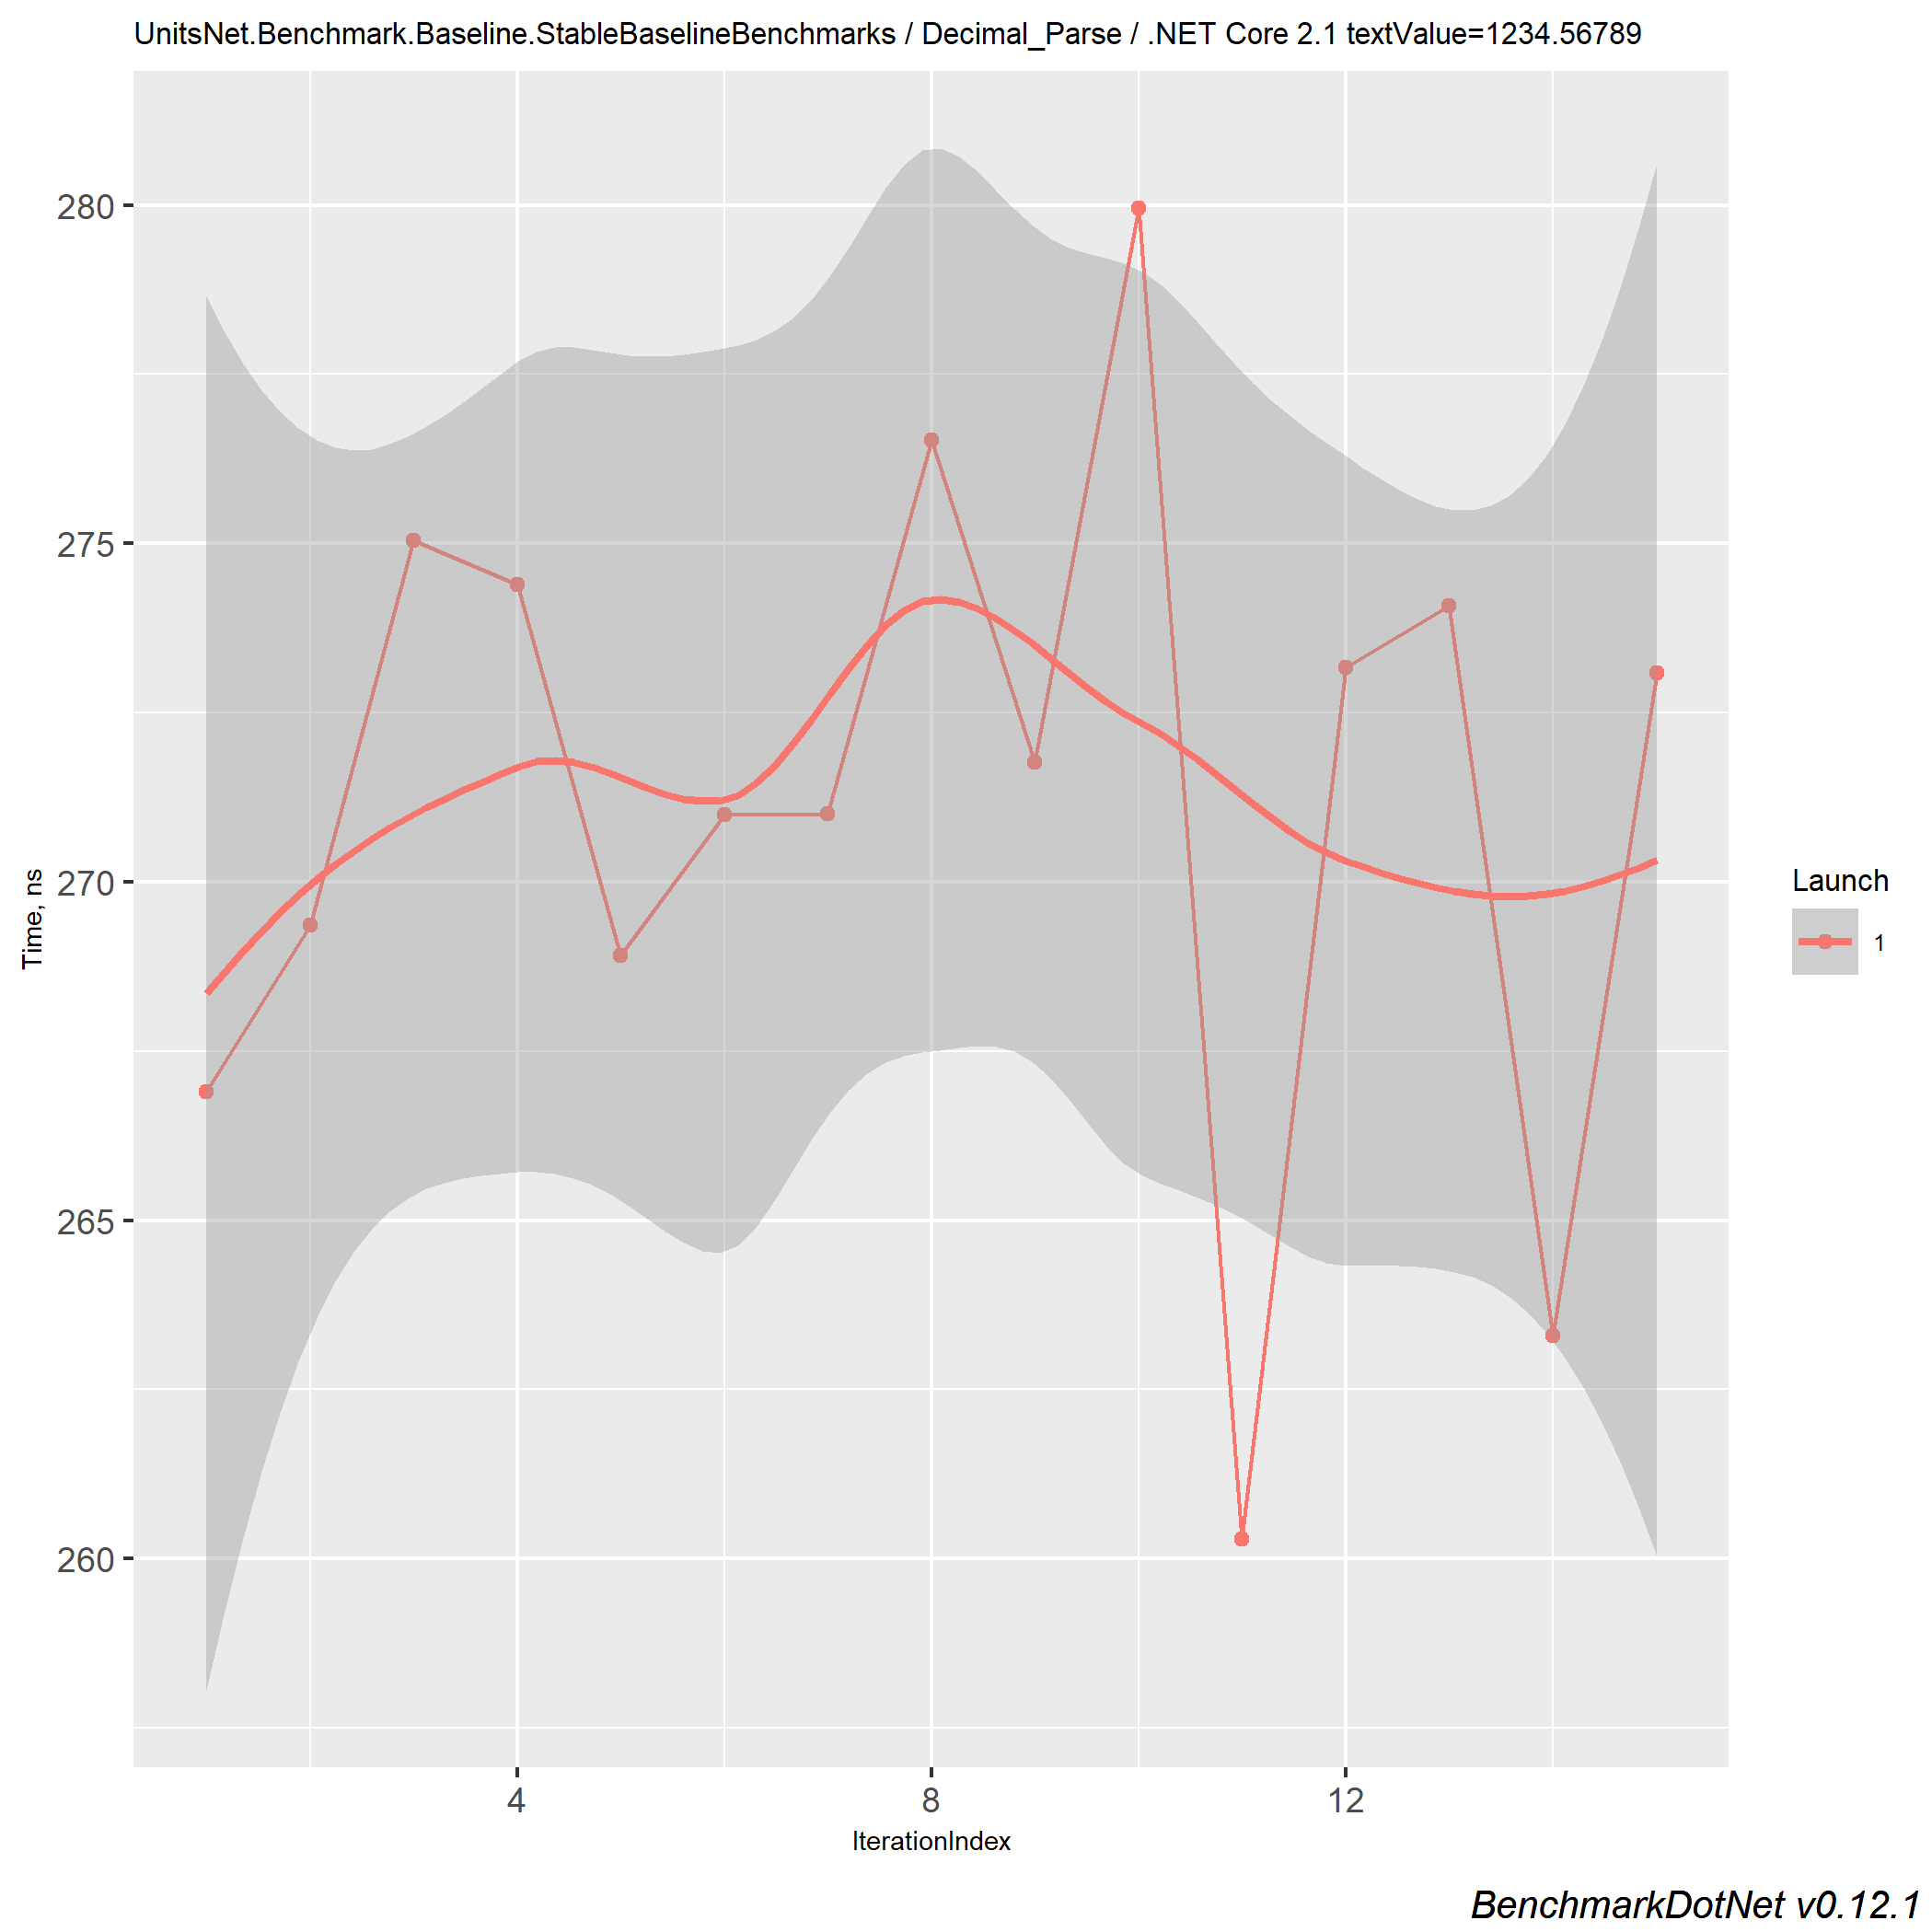 UnitsNet.Benchmark.Baseline.StableBaselineBenchmarks / Decimal_Parse / .NET Core 2.1 textValue=1234.56789
280
275
270
265
260
Time, ns
4 8 12
IterationIndex
Launch
1
BenchmarkDotNet v0.12.1